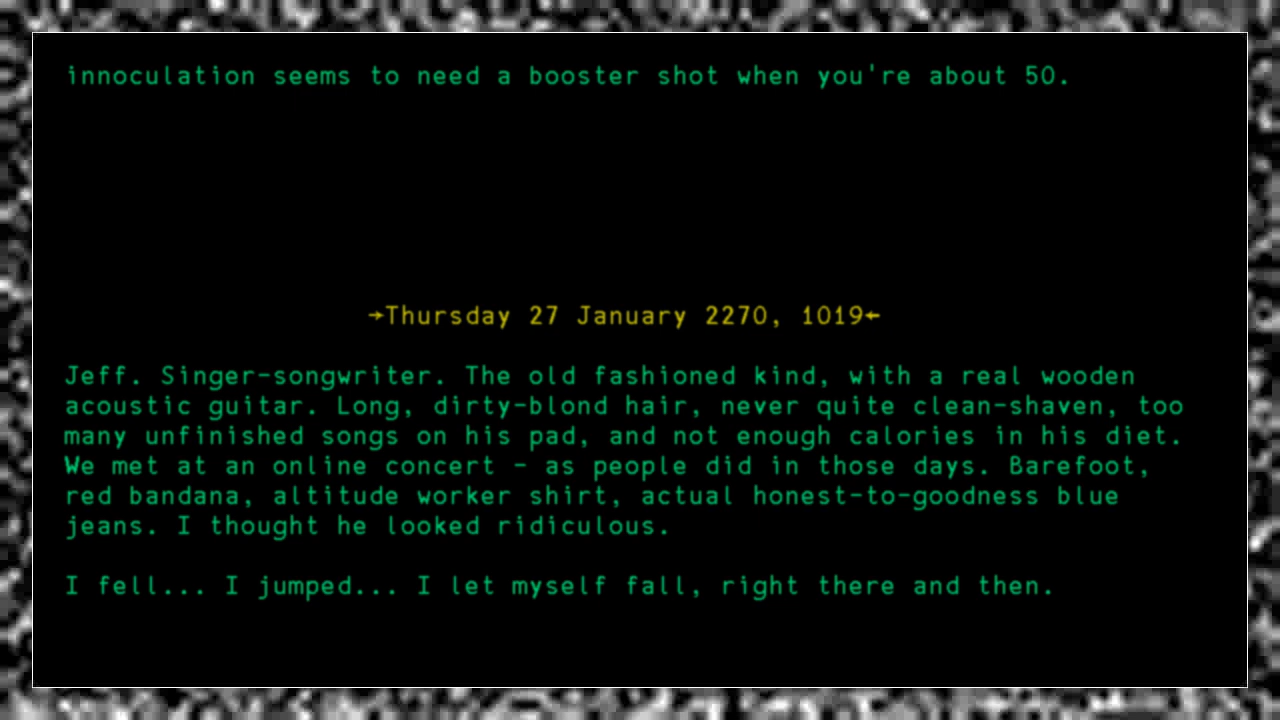 innoculation seems to need a booster shot when you're about 50.
→Thursday 27 January 2270, 1019←
Jeff. Singer-songwriter. The old fashioned kind, with a real wooden
acoustic guitar. Long, dirty-blond hair, never quite clean-shaven, too
many unfinished songs on his pad, and not enough calories in his diet.
We met at an online concert - as people did in those days. Barefoot,
red bandana, altitude worker shirt, actual honest-to-goodness blue
jeans. I thought he looked ridiculous.
I fell... I jumped... I let myself fall, right there and then.